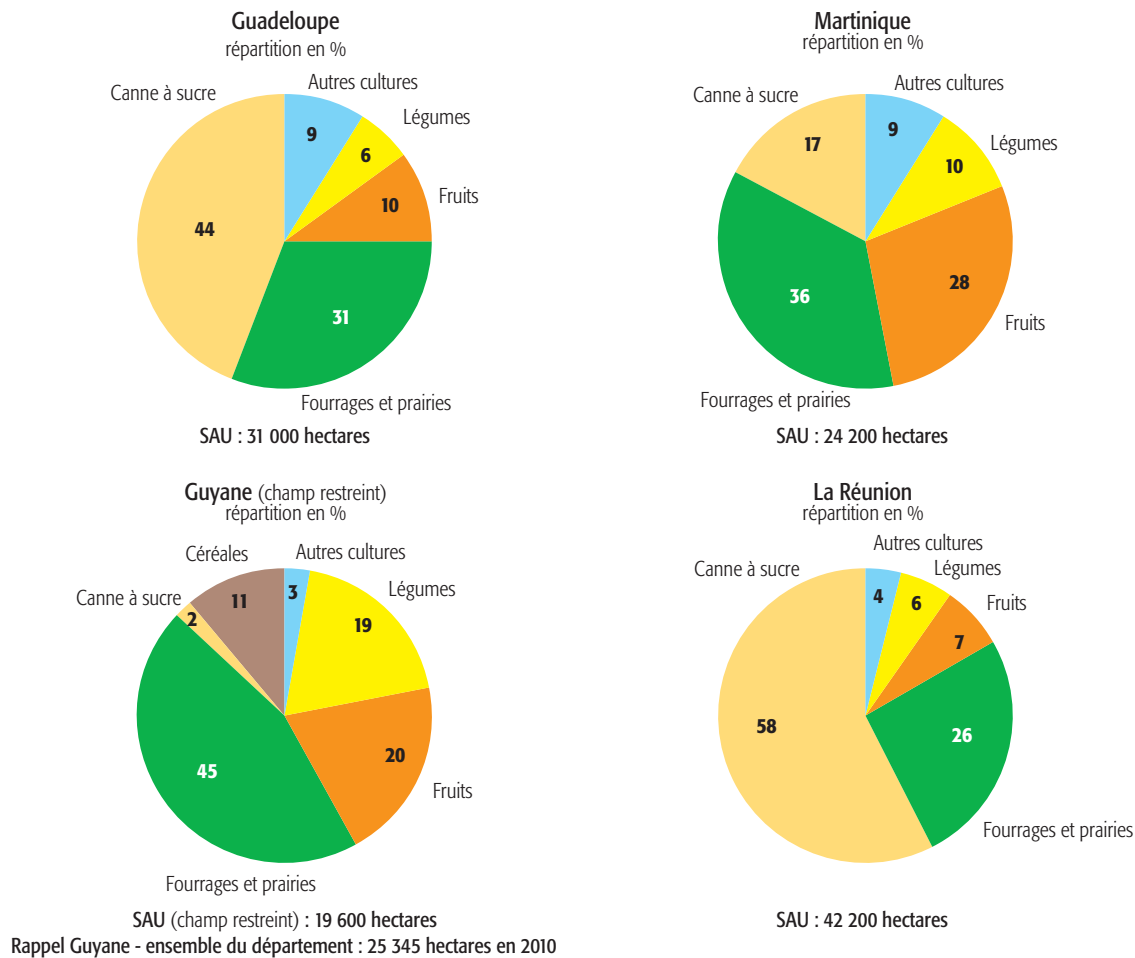 Guadeloupe
répartition en %
Canne à sucre
Autres cultures
Légumes
Fruits
Fourrages et prairies
9
6
10
31
44
SAU : 31 000 hectares
Martinique
répartition en %
Canne à sucre
Autres cultures
Légumes
Fruits
Fourrages et prairies
9
10
28
36
17
SAU : 24 200 hectares
Guyane (champ restreint)
répartition en %
Céréales
Autres cultures
Légumes
Canne à sucre
Fruits
Fourrages et prairies
3
19
20
45
2
11
SAU (champ restreint) : 19 600 hectares
Rappel Guyane - ensemble du département : 25 345 hectares en 2010
La Réunion
répartition en %
Autres cultures
Canne à sucre
Légumes
Fruits
Fourrages et prairies
4
6
7
26
58
SAU : 42 200 hectares